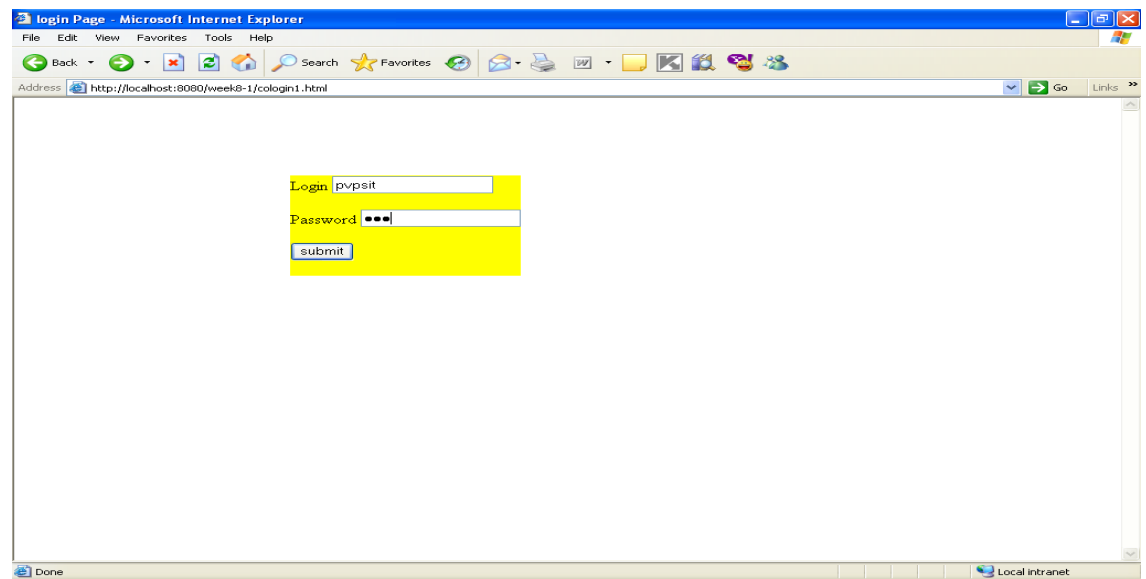 login Page - Microsoft Internet Explorer
File Edit View Favorites Tools Help
Back Search Favorites
Address http://localhost:8080/week8-1/cologin1.html Go Links »
Login pvpsit
Password •••
submit
Done Local intranet